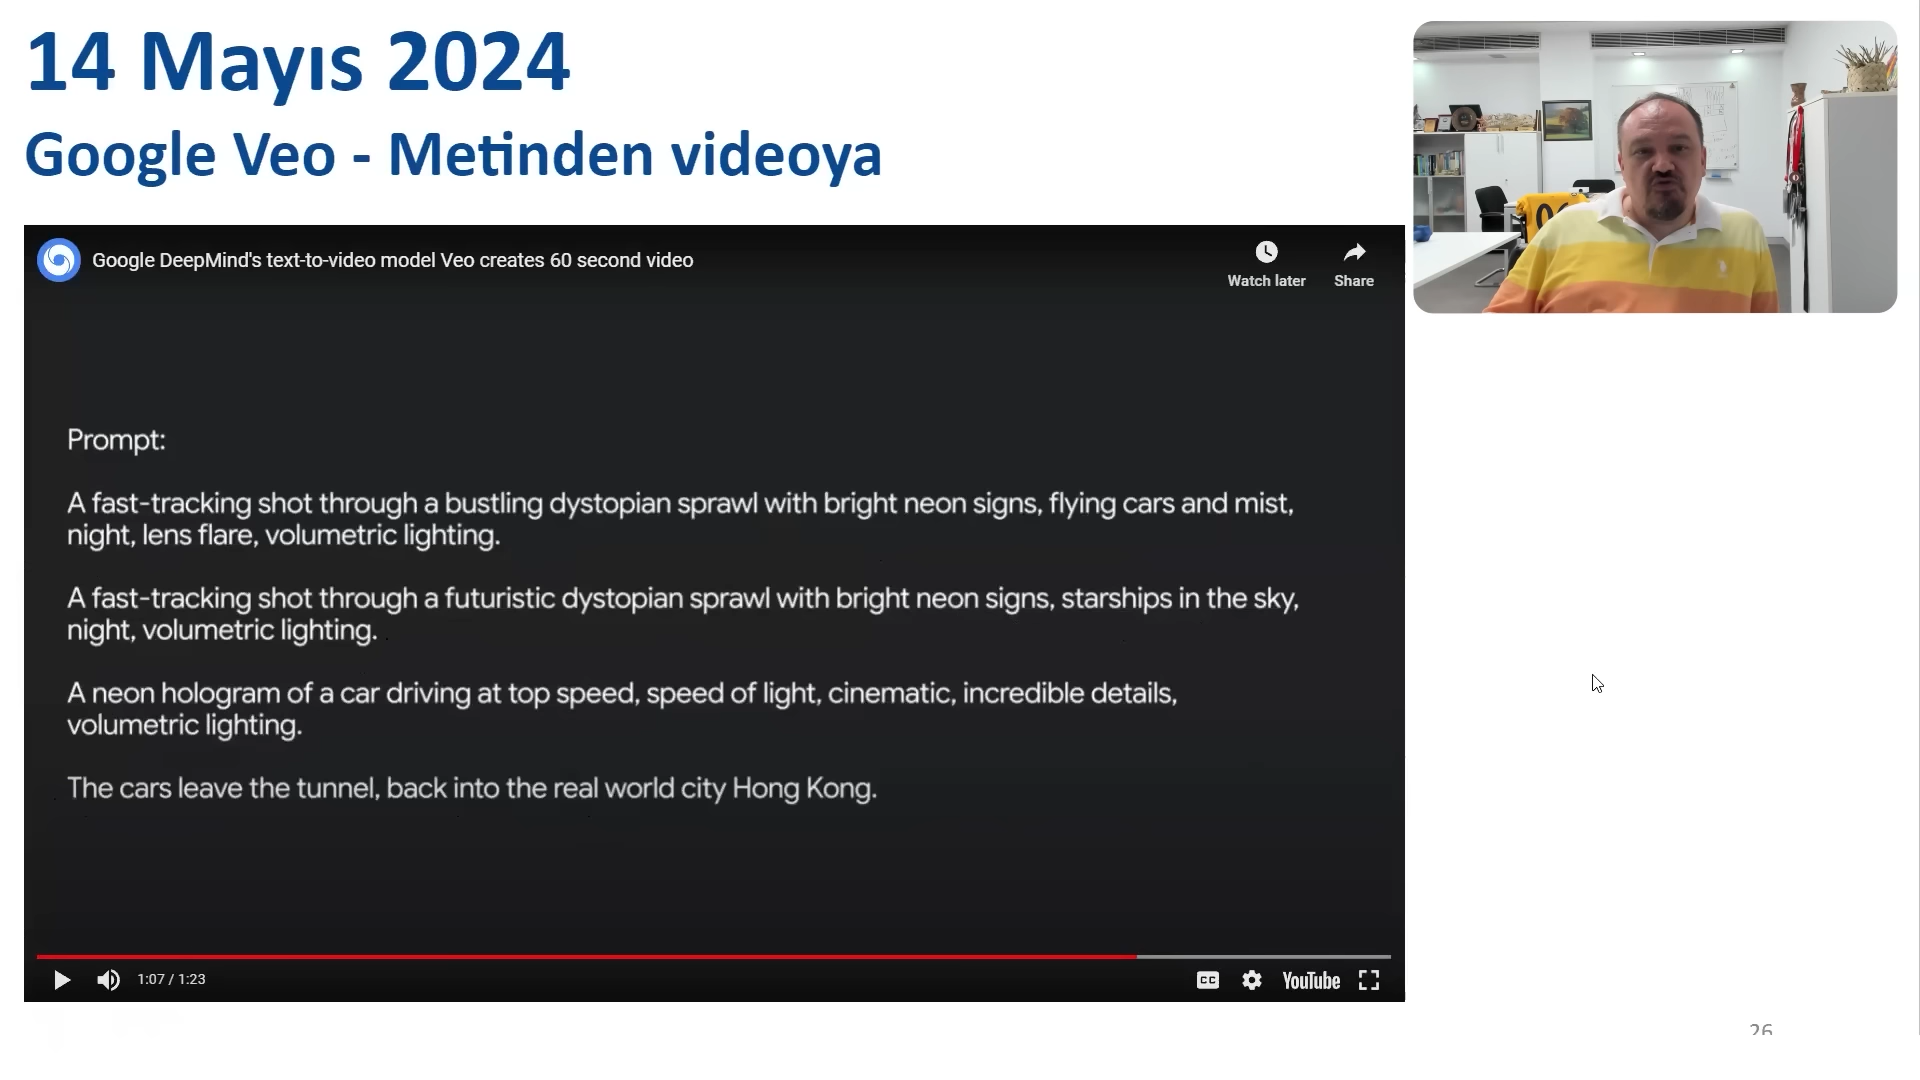 14 Mayıs 2024
Google Veo - Metinden videoya
Google DeepMind's text-to-video model Veo creates 60 second video
Watch later
Share
Prompt:
A fast-tracking shot through a bustling dystopian sprawl with bright neon signs, flying cars and mist,
night, lens flare, volumetric lighting.
A fast-tracking shot through a futuristic dystopian sprawl with bright neon signs, starships in the sky,
night, volumetric lighting.
A neon hologram of a car driving at top speed, speed of light, cinematic, incredible details,
volumetric lighting.
The cars leave the tunnel, back into the real world city Hong Kong.
1:07 / 1:23
CC
YouTube
26